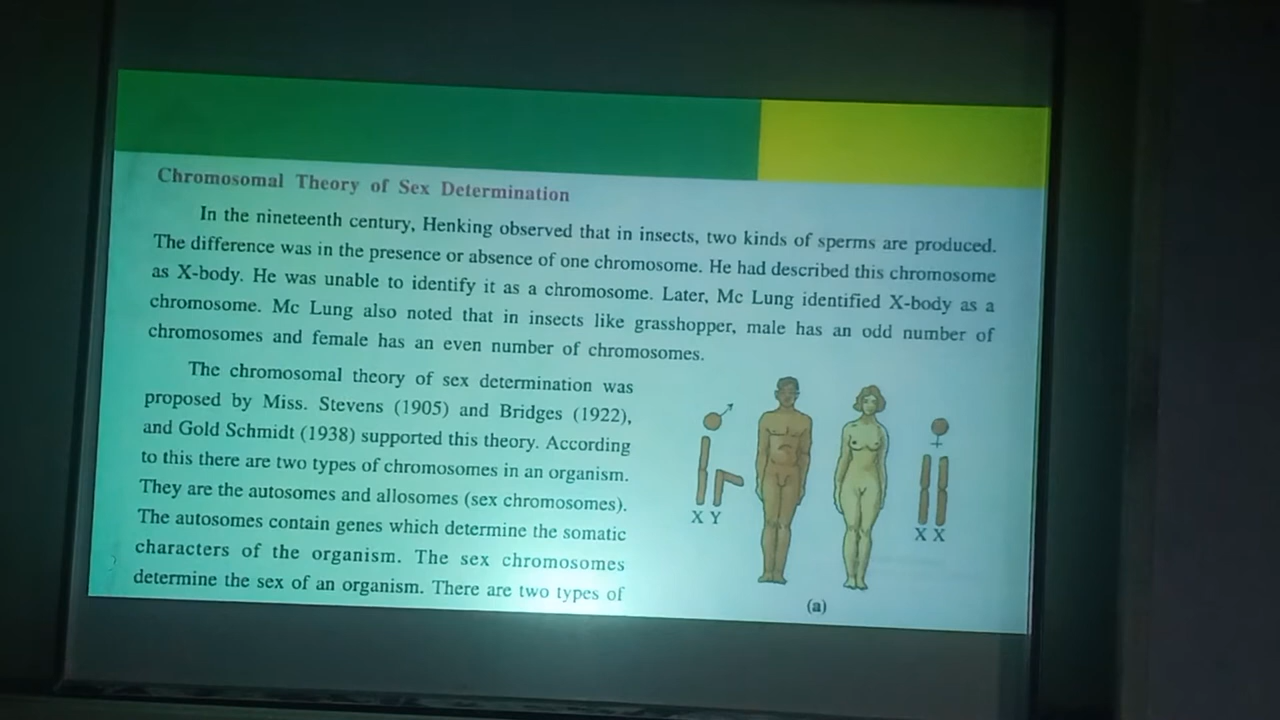 Chromosomal Theory of Sex Determination
In the nineteenth century, Henking observed that in insects, two kinds of sperms are produced.
The difference was in the presence or absence of one chromosome. He had described this chromosome
as X-body. He was unable to identify it as a chromosome. Later, Mc Lung identified X-body as a
chromosome. Mc Lung also noted that in insects like grasshopper, male has an odd number of
chromosomes and female has an even number of chromosomes.
The chromosomal theory of sex determination was
proposed by Miss. Stevens (1905) and Bridges (1922),
and Gold Schmidt (1938) supported this theory. According
to this there are two types of chromosomes in an organism.
They are the autosomes and allosomes (sex chromosomes).
The autosomes contain genes which determine the somatic
characters of the organism. The sex chromosomes
determine the sex of an organism. There are two types of
X Y
X X
(a)